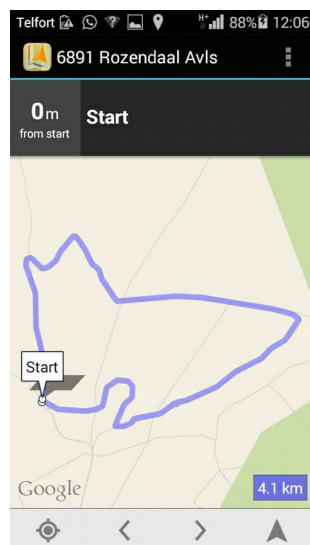 Telfort
H+
88%
12:06
6891 Rozendaal Avls
0m
from start
Start
Start
Google
4.1 km